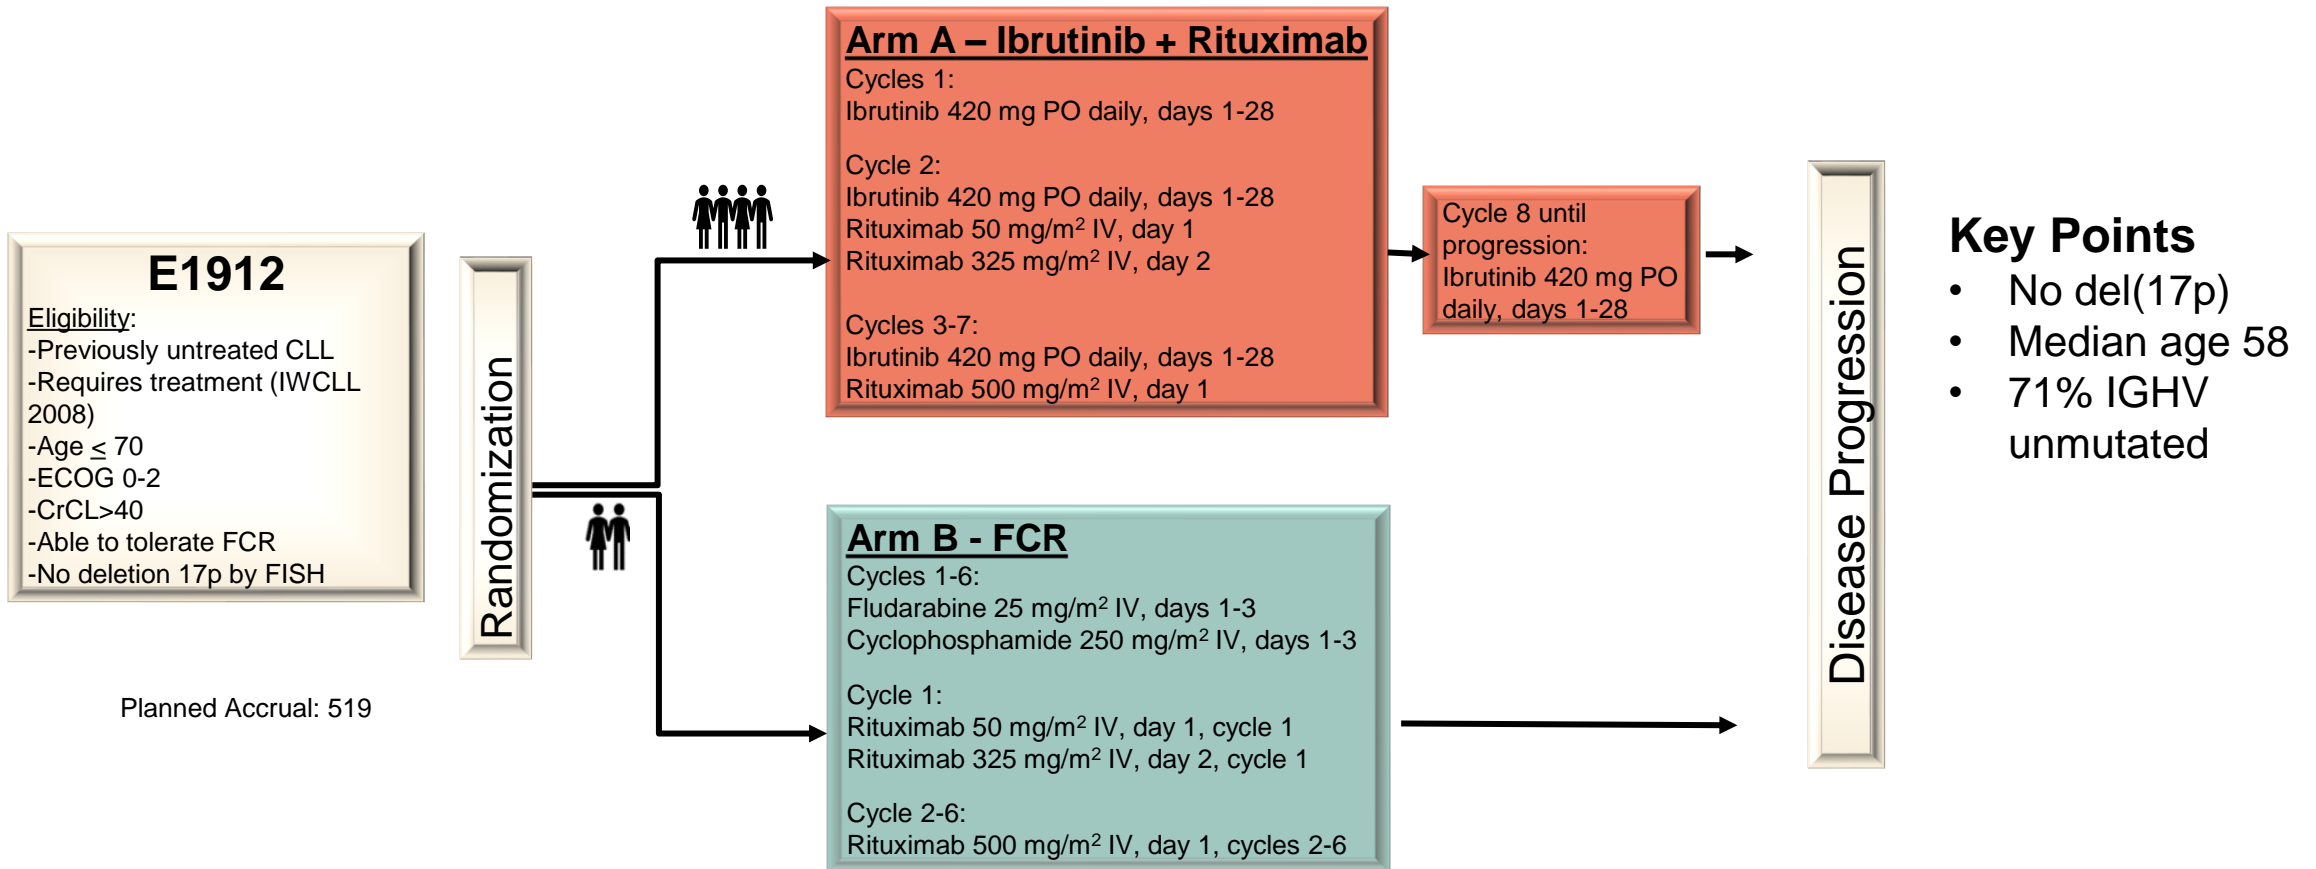 E1912
Eligibility:
-Previously untreated CLL
-Requires treatment (IWCLL
2008)
-Age ≤ 70
-ECOG 0-2
-CrCL>40
-Able to tolerate FCR
-No deletion 17p by FISH
Planned Accrual: 519
Randomization
Arm A – Ibrutinib + Rituximab
Cycles 1:
Ibrutinib 420 mg PO daily, days 1-28
Cycle 2:
Ibrutinib 420 mg PO daily, days 1-28
Rituximab 50 mg/m² IV, day 1
Rituximab 325 mg/m² IV, day 2
Cycles 3-7:
Ibrutinib 420 mg PO daily, days 1-28
Rituximab 500 mg/m² IV, day 1
Cycle 8 until
progression:
Ibrutinib 420 mg PO
daily, days 1-28
Arm B - FCR
Cycles 1-6:
Fludarabine 25 mg/m² IV, days 1-3
Cyclophosphamide 250 mg/m² IV, days 1-3
Cycle 1:
Rituximab 50 mg/m² IV, day 1, cycle 1
Rituximab 325 mg/m² IV, day 2, cycle 1
Cycle 2-6:
Rituximab 500 mg/m² IV, day 1, cycles 2-6
Disease Progression
Key Points
• No del(17p)
• Median age 58
• 71% IGHV
unmutated